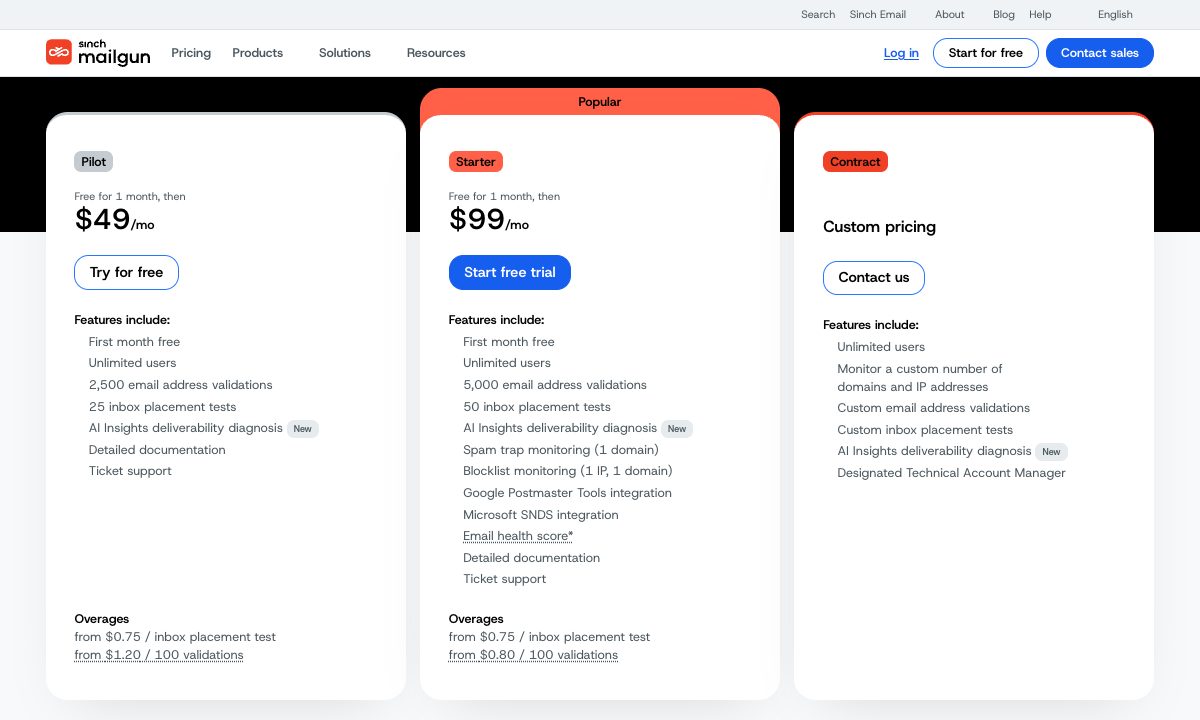 Search Sinch Email About Blog Help English
sinch
mailgun
Pricing Products Solutions Resources
Log in Start for free Contact sales
Pilot
Free for 1 month, then
$49/mo
Try for free
Features include:
First month free
Unlimited users
2,500 email address validations
25 inbox placement tests
AI Insights deliverability diagnosis New
Detailed documentation
Ticket support
Overages
from $0.75 / inbox placement test
from $1.20 / 100 validations
Popular
Starter
Free for 1 month, then
$99/mo
Start free trial
Features include:
First month free
Unlimited users
5,000 email address validations
50 inbox placement tests
AI Insights deliverability diagnosis New
Spam trap monitoring (1 domain)
Blocklist monitoring (1 IP, 1 domain)
Google Postmaster Tools integration
Microsoft SNDS integration
Email health score*
Detailed documentation
Ticket support
Overages
from $0.75 / inbox placement test
from $0.80 / 100 validations
Contract
Custom pricing
Contact us
Features include:
Unlimited users
Monitor a custom number of
domains and IP addresses
Custom email address validations
Custom inbox placement tests
AI Insights deliverability diagnosis New
Designated Technical Account Manager